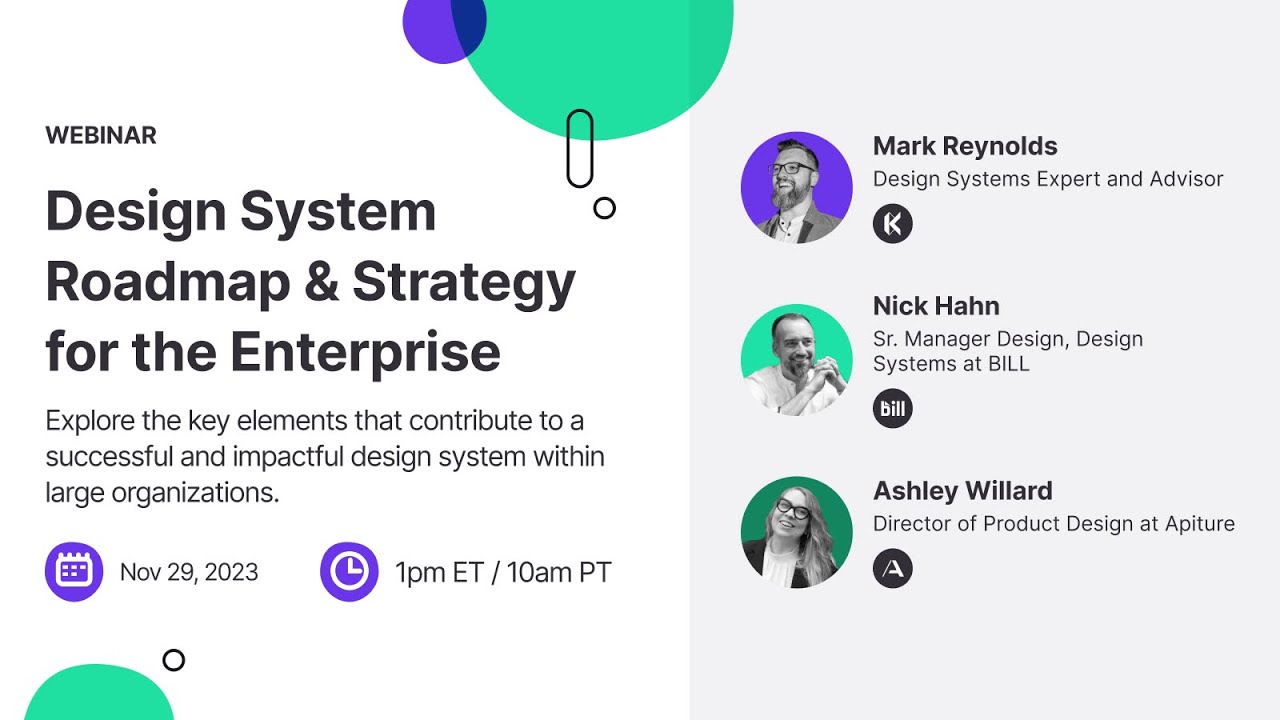 WEBINAR
Design System
Roadmap & Strategy
for the Enterprise
Explore the key elements that contribute to a
successful and impactful design system within
large organizations.
Nov 29, 2023
1pm ET / 10am PT
Mark Reynolds
Design Systems Expert and Advisor
Nick Hahn
Sr. Manager Design, Design
Systems at BILL
bill
Ashley Willard
Director of Product Design at Apiture